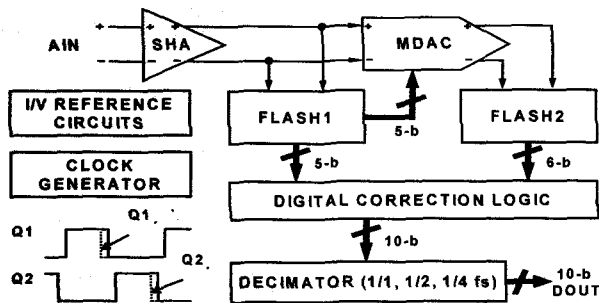 AIN
+ + SHA + + MDAC +
− − − − −
I/V REFERENCE
CIRCUITS
FLASH1
5-b
FLASH2
CLOCK
GENERATOR
5-b
6-b
DIGITAL CORRECTION LOGIC
Q1
Q1
10-b
Q2
Q2
DECIMATOR (1/1, 1/2, 1/4 fs)
10-b
DOUT